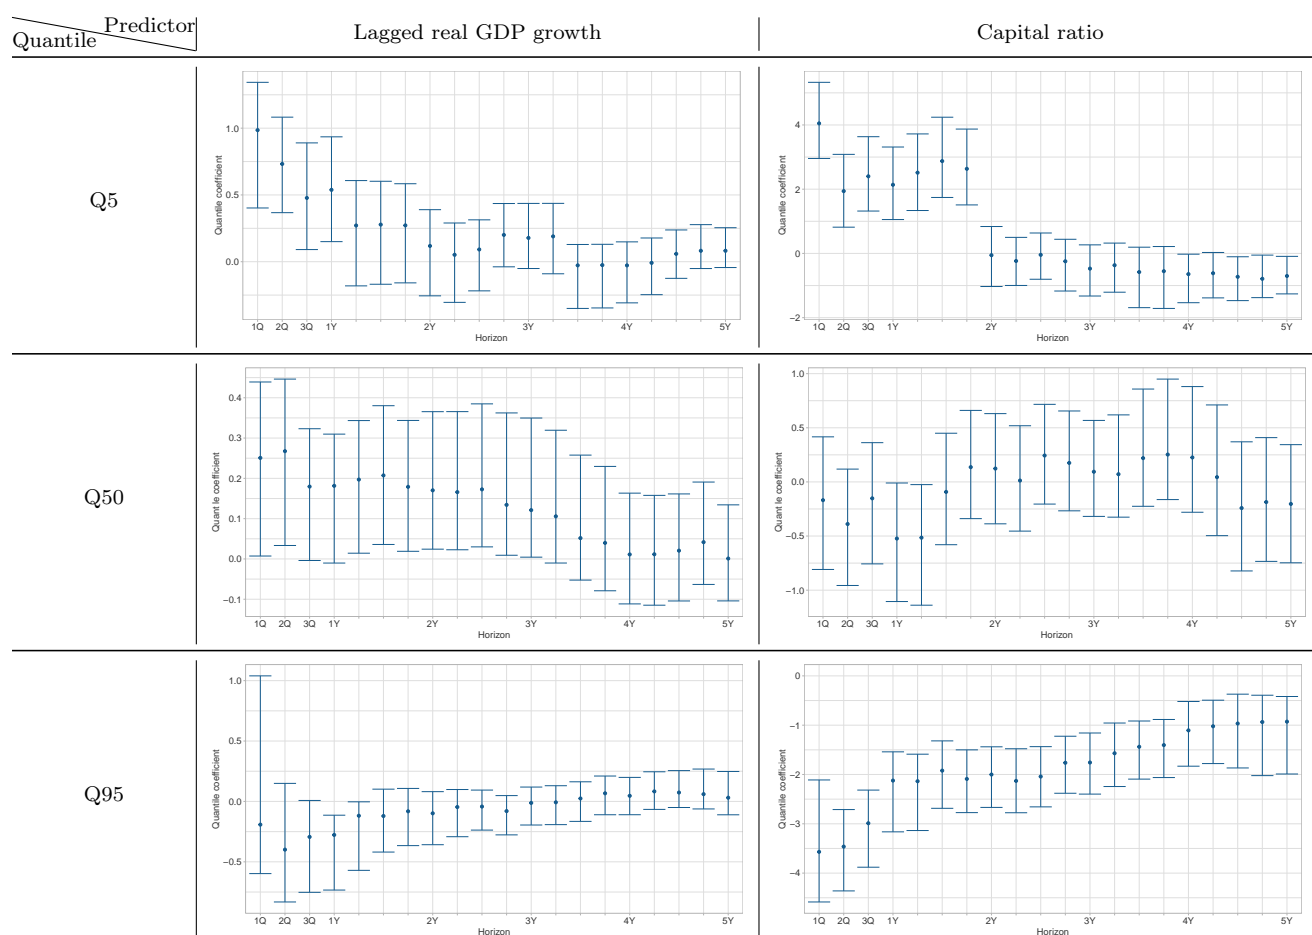 Predictor
Quantile
Lagged real GDP growth
Capital ratio
Q5
Quantile coefficient
1.0
0.5
0.0
1Q 2Q 3Q 1Y 2Y 3Y 4Y 5Y
Horizon
Quantile coefficient
4
2
0
−2
1Q 2Q 3Q 1Y 2Y 3Y 4Y 5Y
Horizon
Q50
Quant le coefficient
0.4
0.3
0.2
0.1
0.0
−0.1
1Q 2Q 3Q 1Y 2Y 3Y 4Y 5Y
Horizon
Quant le coefficient
1.0
0.5
0.0
−0.5
−1.0
1Q 2Q 3Q 1Y 2Y 3Y 4Y 5Y
Horizon
Q95
Quantile coefficient
1.0
0.5
0.0
−0.5
1Q 2Q 3Q 1Y 2Y 3Y 4Y 5Y
Horizon
Quantile coefficient
0
−1
−2
−3
−4
1Q 2Q 3Q 1Y 2Y 3Y 4Y 5Y
Horizon